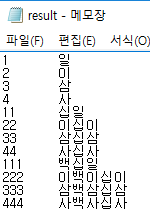 result - 메모장
파일(F) 편집(E) 서식(O)
1 일
2 이
3 삼
4 사
11 십일
22 이십이
33 삼십삼
44 사십사
111 백십일
222 이백이십이
333 삼백삼십삼
444 사백사십사